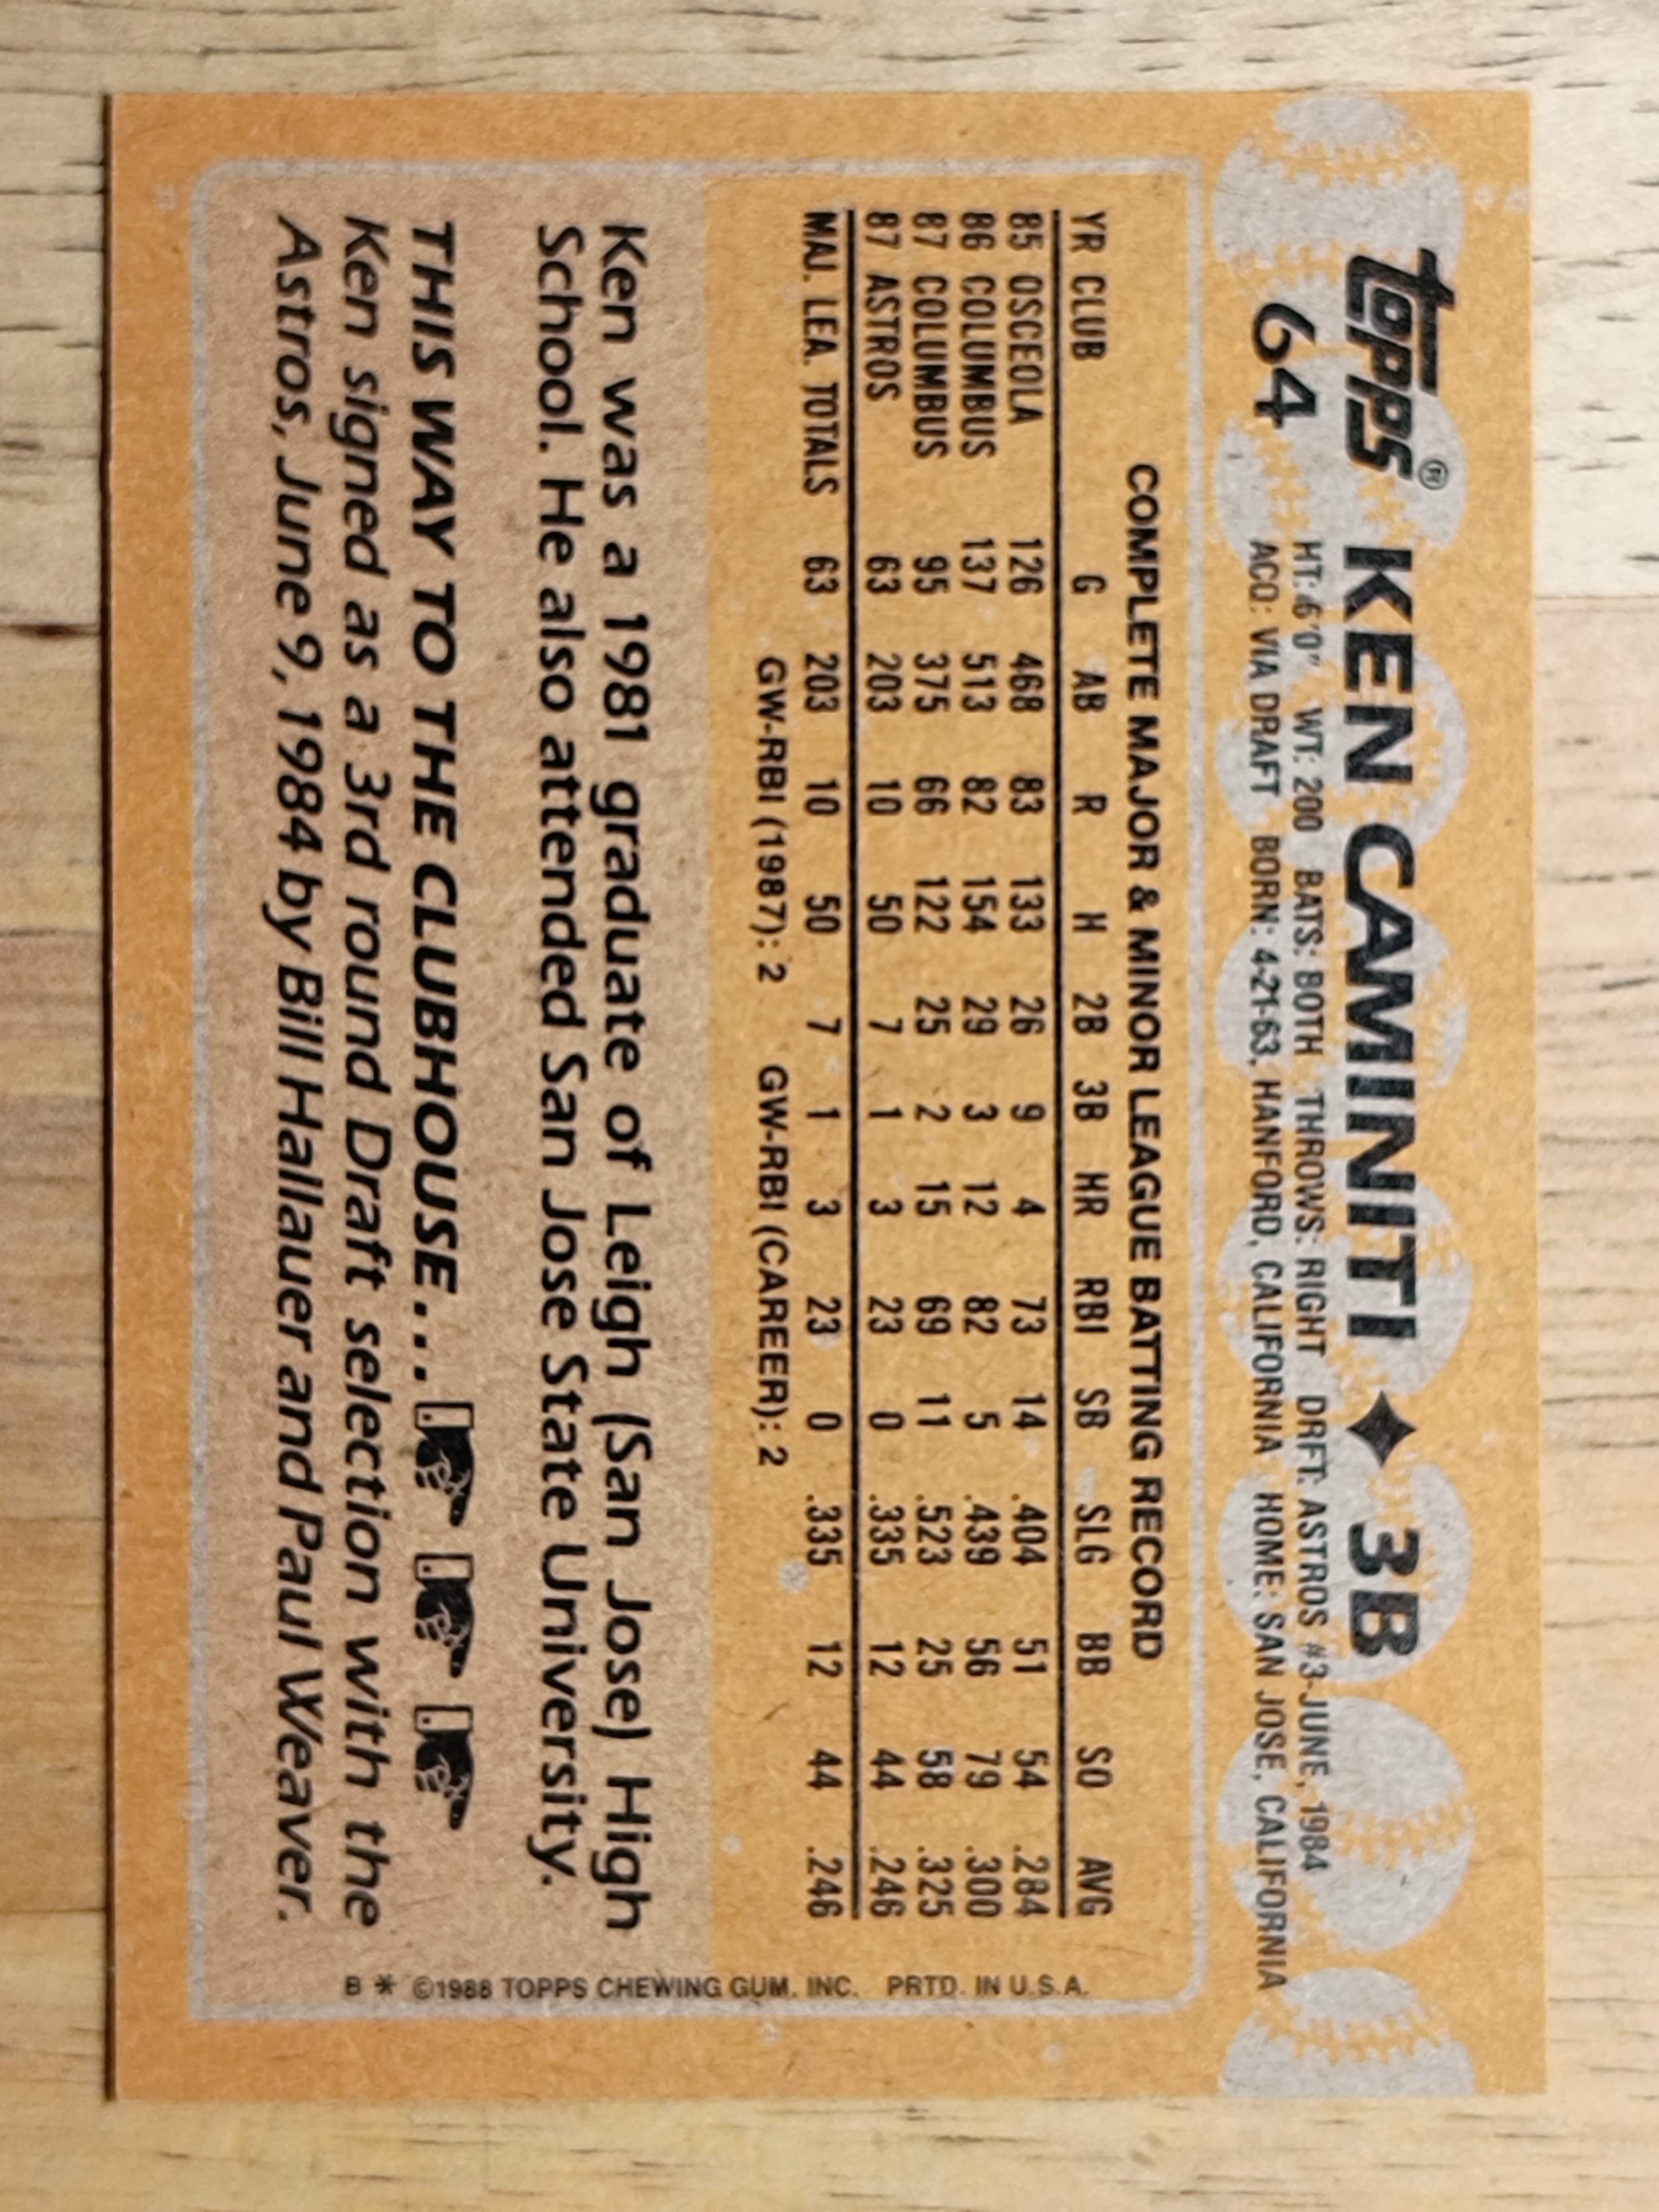 topps® KEN CAMINITI ✦ 3B
64 HT: 6'0" WT: 200 BATS: BOTH THROWS: RIGHT DRFT: ASTROS #3-JUNE, 1984
ACQ: VIA DRAFT BORN: 4-21-63, HANFORD, CALIFORNIA HOME: SAN JOSE, CALIFORNIA
COMPLETE MAJOR & MINOR LEAGUE BATTING RECORD
YR CLUB G AB R H 2B 3B HR RBI SB SLG BB SO AVG
85 OSCEOLA 126 468 83 133 26 9 4 73 14 .404 51 54 .284
86 COLUMBUS 137 513 82 154 29 3 12 82 5 .439 56 79 .300
87 COLUMBUS 95 375 66 122 25 2 15 69 11 .523 25 58 .325
87 ASTROS 63 203 10 50 7 1 3 23 0 .335 12 44 .246
MAJ. LEA. TOTALS 63 203 10 50 7 1 3 23 0 .335 12 44 .246
GW-RBI (1987): 2 GW-RBI (CAREER): 2
Ken was a 1981 graduate of Leigh (San Jose) High
School. He also attended San Jose State University.
THIS WAY TO THE CLUBHOUSE...
Ken signed as a 3rd round Draft selection with the
Astros, June 9, 1984 by Bill Hallauer and Paul Weaver.
B * ©1988 TOPPS CHEWING GUM, INC. PRTD. IN U.S.A.